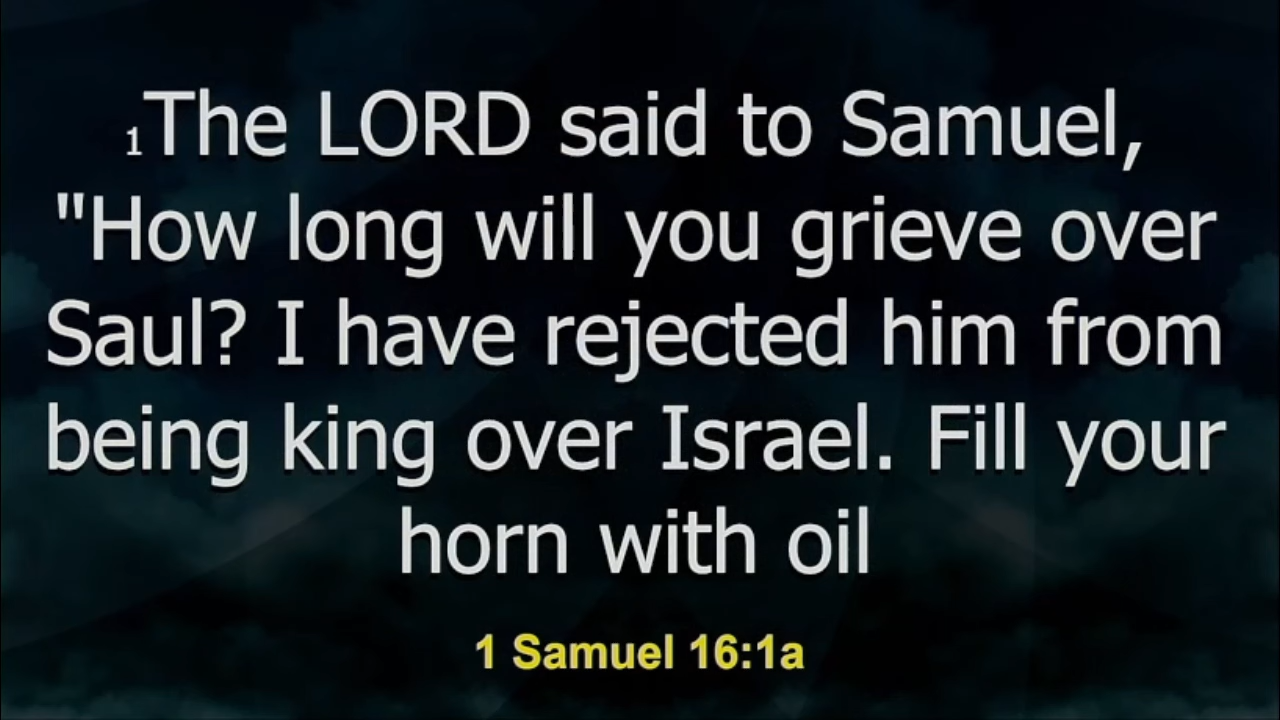 1The LORD said to Samuel,
"How long will you grieve over
Saul? I have rejected him from
being king over Israel. Fill your
horn with oil
1 Samuel 16:1a